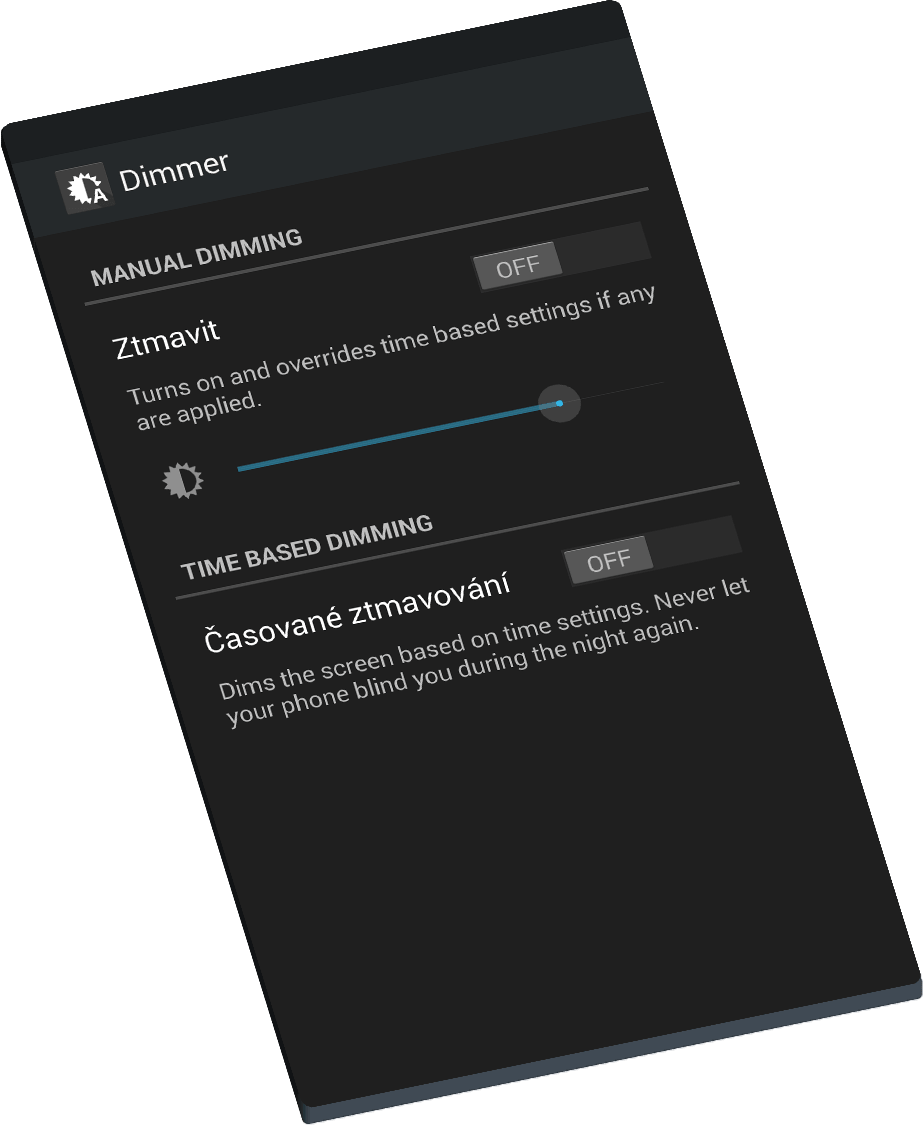 Dimmer
MANUAL DIMMING
OFF
Ztmavit
Turns on and overrides time based settings if any
are applied.
TIME BASED DIMMING
OFF
Časované ztmavování
Dims the screen based on time settings. Never let
your phone blind you during the night again.